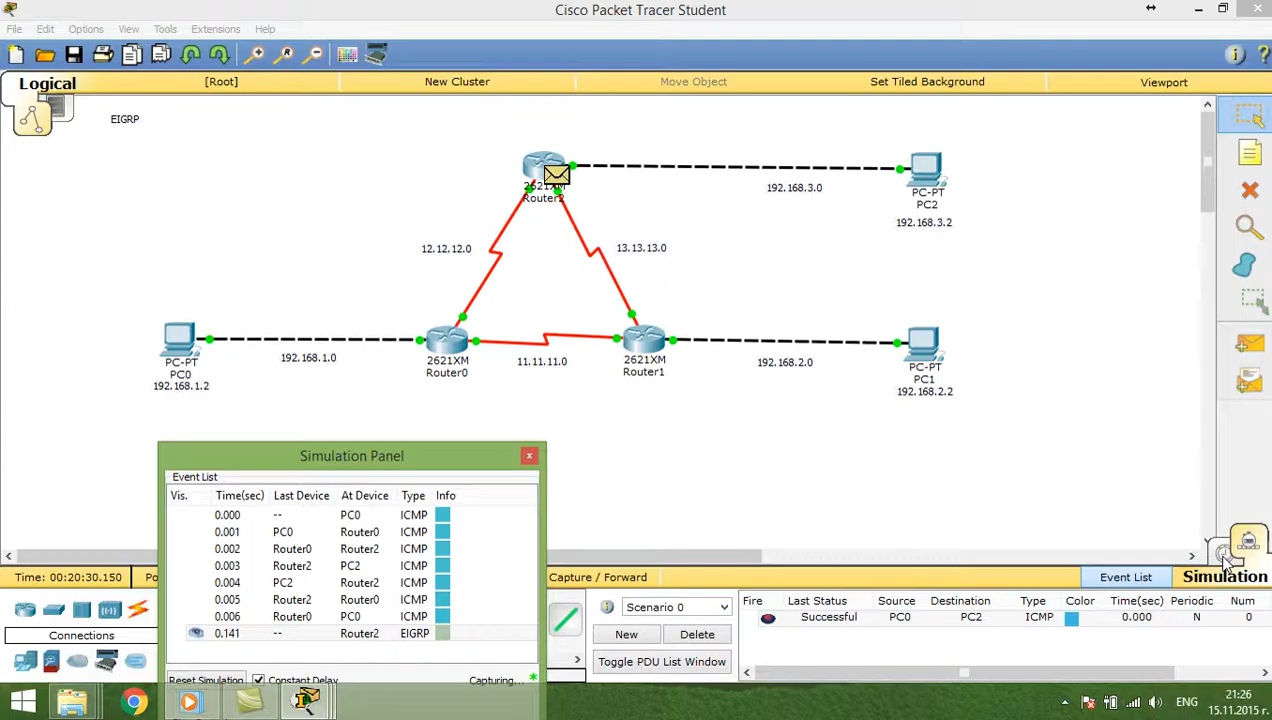 Cisco Packet Tracer Student
File Edit Options View Tools Extensions Help
Logical [Root] New Cluster Move Object Set Tiled Background Viewport
EIGRP
2621XM
Router2
192.168.3.0
PC-PT
PC2
192.168.3.2
12.12.12.0
13.13.13.0
PC-PT
PC0
192.168.1.2
192.168.1.0
2621XM
Router0
11.11.11.0
2621XM
Router1
192.168.2.0
PC-PT
PC1
192.168.2.2
Simulation Panel
Event List
Vis. Time(sec) Last Device At Device Type Info
0.000 -- PC0 ICMP
0.001 PC0 Router0 ICMP
0.002 Router0 Router2 ICMP
0.003 Router2 PC2 ICMP
0.004 PC2 Router2 ICMP
0.005 Router2 Router0 ICMP
0.006 Router0 PC0 ICMP
0.141 -- Router2 EIGRP
Reset Simulation Constant Delay Capturing...
Time: 00:20:30.150 Capture / Forward Event List Simulation
Connections
Scenario 0
New Delete
Toggle PDU List Window
Fire Last Status Source Destination Type Color Time(sec) Periodic Num
Successful PC0 PC2 ICMP 0.000 N 0
ENG
21:26
15.11.2015 г.